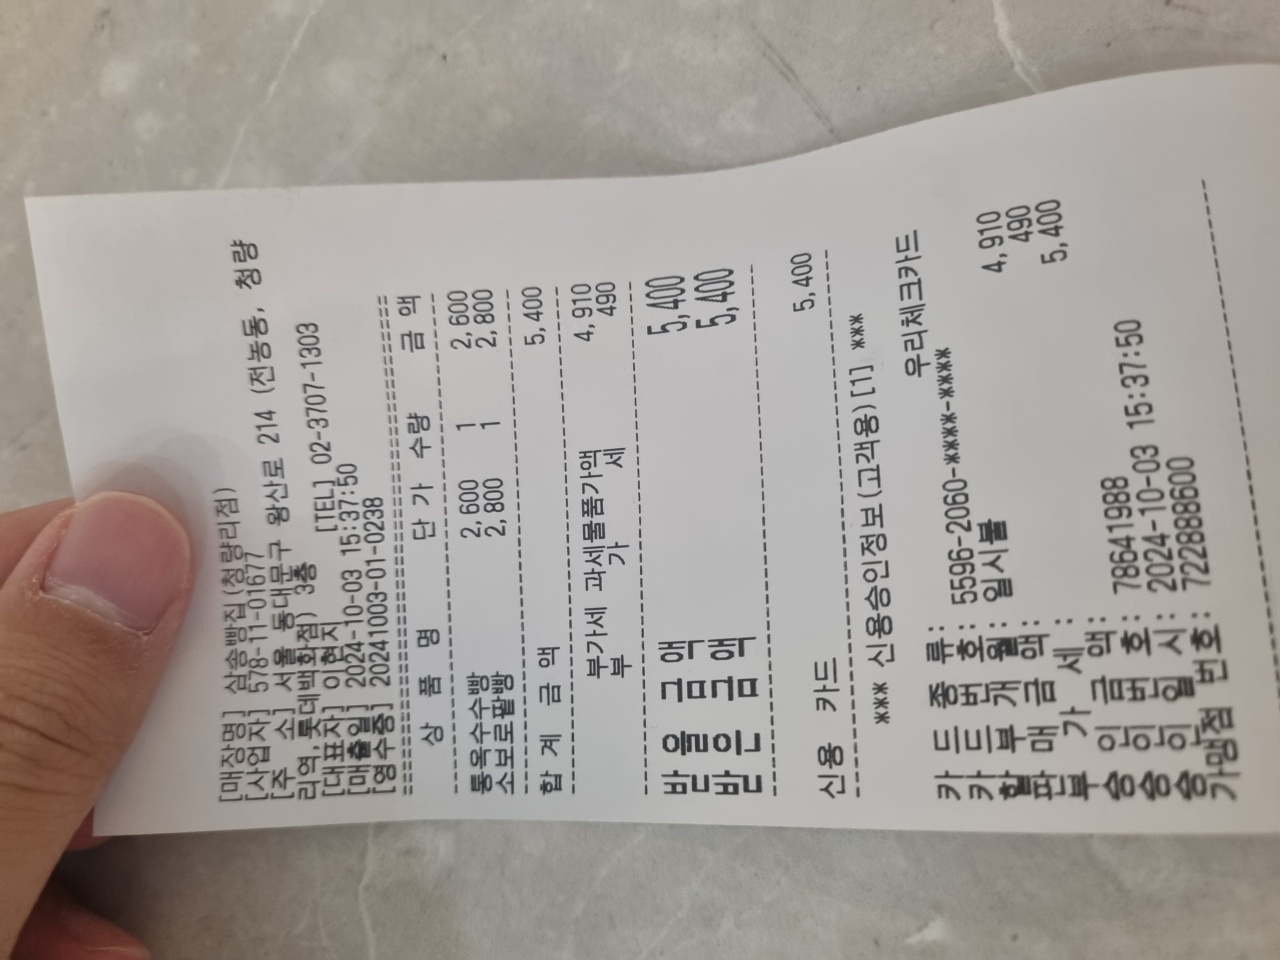 [매장명] 삼송빵집(청량리점)
[사업자] 578-11-01677
[주 소] 서울 동대문구 왕산로 214 (전농동, 청량
리역,롯데백화점) 3층
[대표자] 이현지 [TEL] 02-3707-1303
[매출일] 2024-10-03 15:37:50
[영수증] 20241003-01-0238
상 품 명 단 가 수량 금 액
통옥수수빵 2,600 1 2,600
소보로팥빵 2,800 1 2,800
합 계 금 액 5,400
부가세 과세물품가액 4,910
부 가 세 490
받을금액 5,400
받은금액 5,400
신용 카드 5,400
*** 신용승인정보(고객용)[1] ***
카 드 종 류: 우리체크카드
카 드 번 호: 5596-2060-****-****
할 부 개 월: 일시불
판 매 금 액: 4,910
부 가 세: 490
승 인 금 액: 5,400
승 인 번 호: 78641988
승 인 일 시: 2024-10-03 15:37:50
가맹점 번호: 722888600